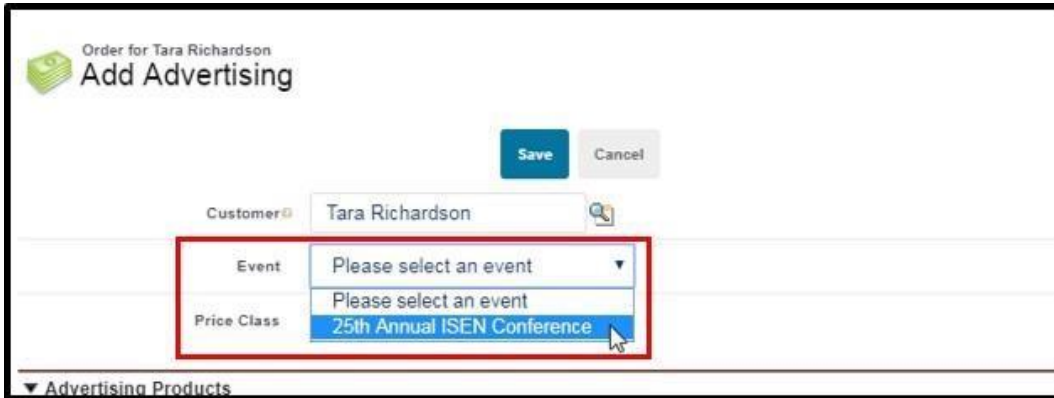 Order for Tara Richardson
Add Advertising
Save Cancel
Customer Tara Richardson
Event Please select an event
Please select an event
Price Class 25th Annual ISEN Conference
Advertising Products